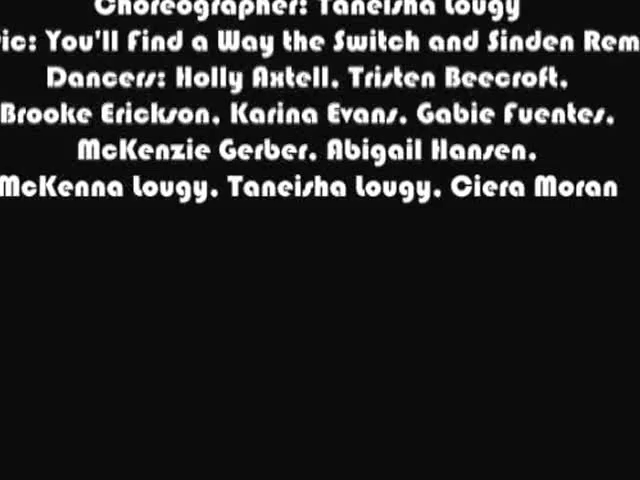 Choreographer: Taneisha Lougy
ic: You'll Find a Way the Switch and Sinden Rem
Dancers: Holly Axtell, Tristen Beecroft,
Brooke Erickson, Karina Evans, Gabie Fuentes,
McKenzie Gerber, Abigail Hansen,
McKenna Lougy, Taneisha Lougy, Ciera Moran